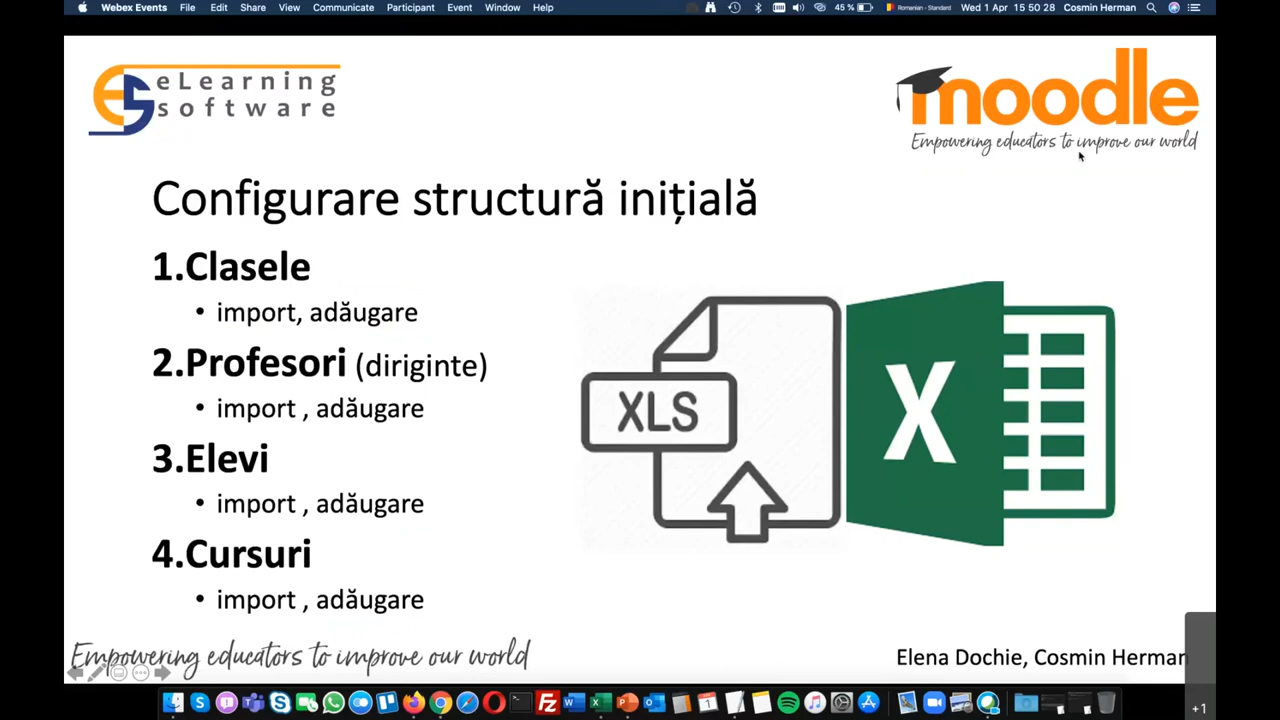 Webex Events File Edit Share View Communicate Participant Event Window Help 45 % Romanian - Standard Wed 1 Apr 15 50 28 Cosmin Herman
eLearning
software
moodle
Empowering educators to improve our world
Configurare structură inițială
1.Clasele
• import, adăugare
2.Profesori (diriginte)
• import , adăugare
3.Elevi
• import , adăugare
4.Cursuri
• import , adăugare
XLS
X
Empowering educators to improve our world
Elena Dochie, Cosmin Herman
+1